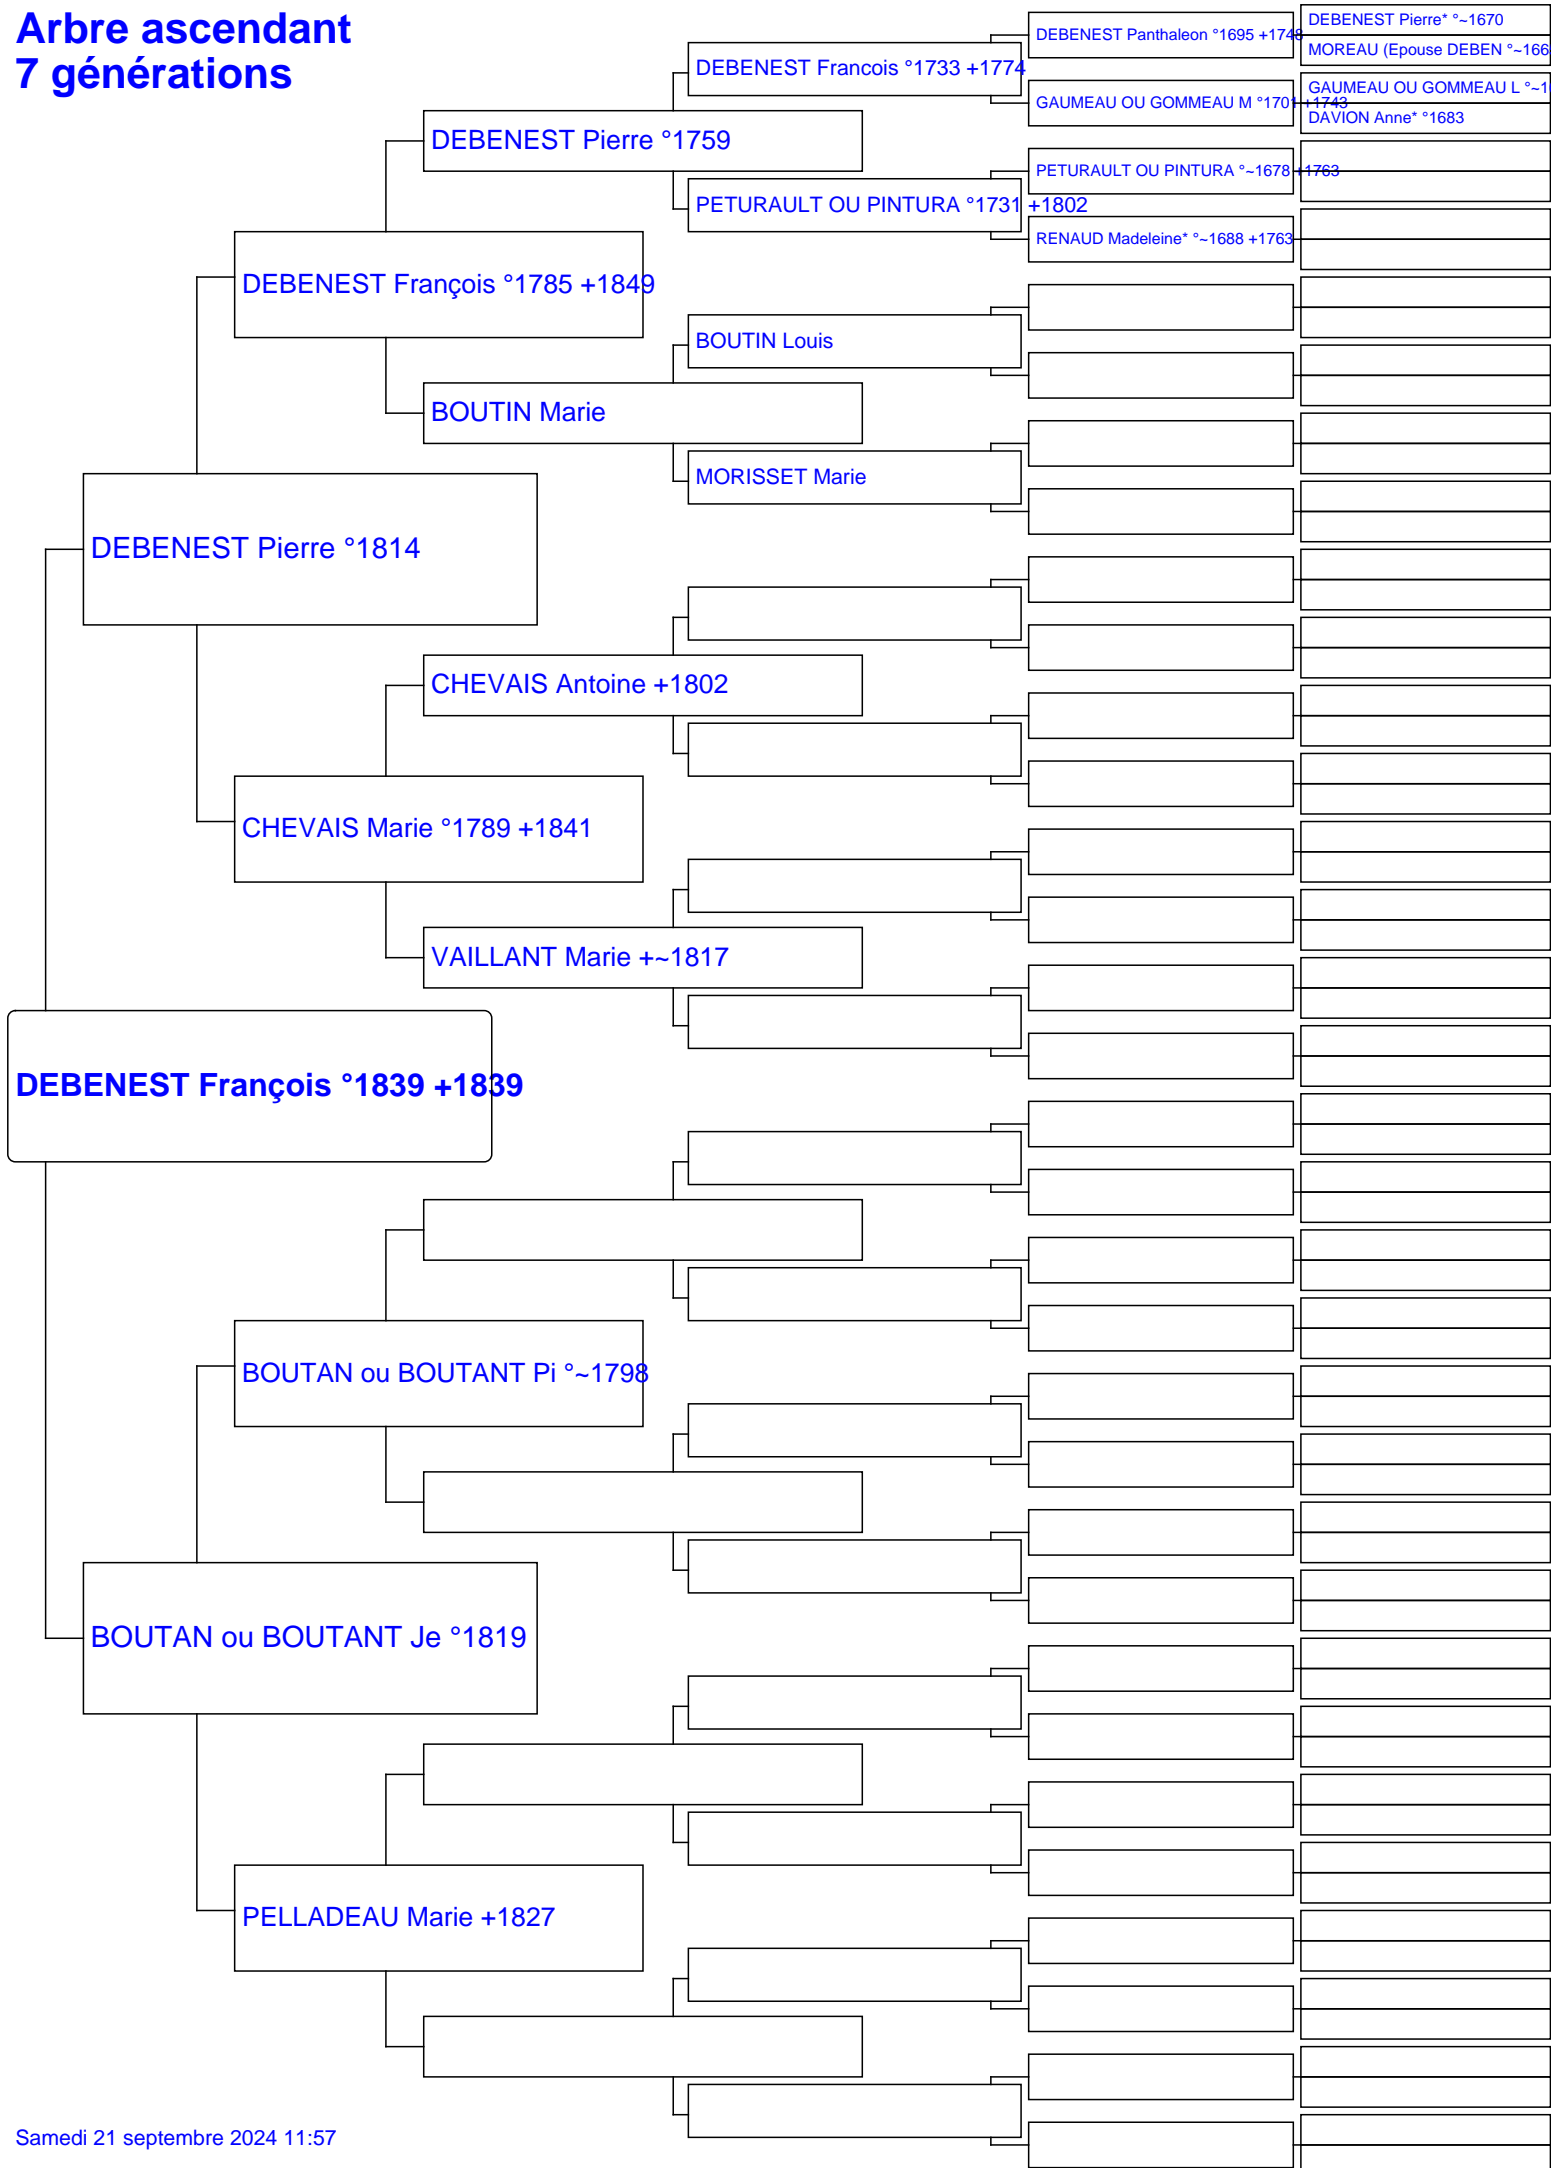 Arbre ascendant
7 générations
DEBENEST Pierre* °~1670
DEBENEST Panthaleon °1695 +1748
MOREAU (Epouse DEBEN °~166
DEBENEST Francois °1733 +1774
GAUMEAU OU GOMMEAU L °~1
GAUMEAU OU GOMMEAU M °1701 +1743
DAVION Anne* °1683
DEBENEST Pierre °1759
PETURAULT OU PINTURA °~1678 +1763
PETURAULT OU PINTURA °1731 +1802
RENAUD Madeleine* °~1688 +1763
DEBENEST François °1785 +1849
BOUTIN Louis
BOUTIN Marie
MORISSET Marie
DEBENEST Pierre °1814
CHEVAIS Antoine +1802
CHEVAIS Marie °1789 +1841
VAILLANT Marie +~1817
DEBENEST François °1839 +1839
BOUTAN ou BOUTANT Pi °~1798
BOUTAN ou BOUTANT Je °1819
PELLADEAU Marie +1827
Samedi 21 septembre 2024 11:57